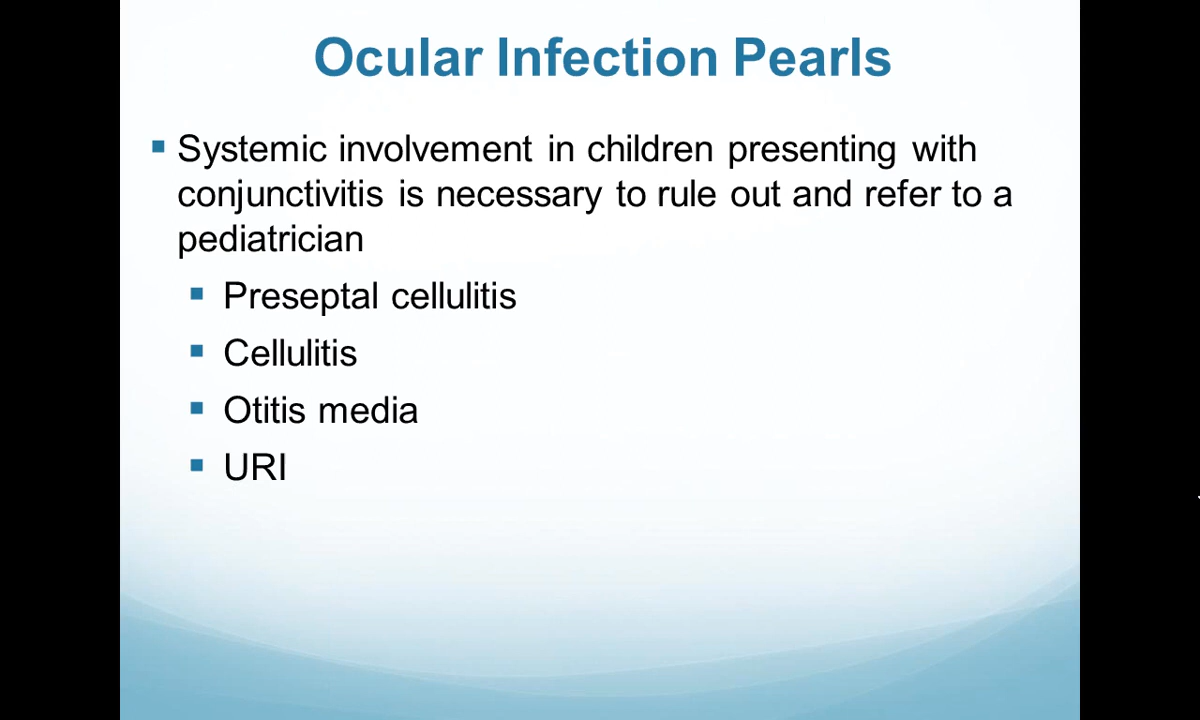 Ocular Infection Pearls
Systemic involvement in children presenting with
conjunctivitis is necessary to rule out and refer to a
pediatrician
Preseptal cellulitis
Cellulitis
Otitis media
URI